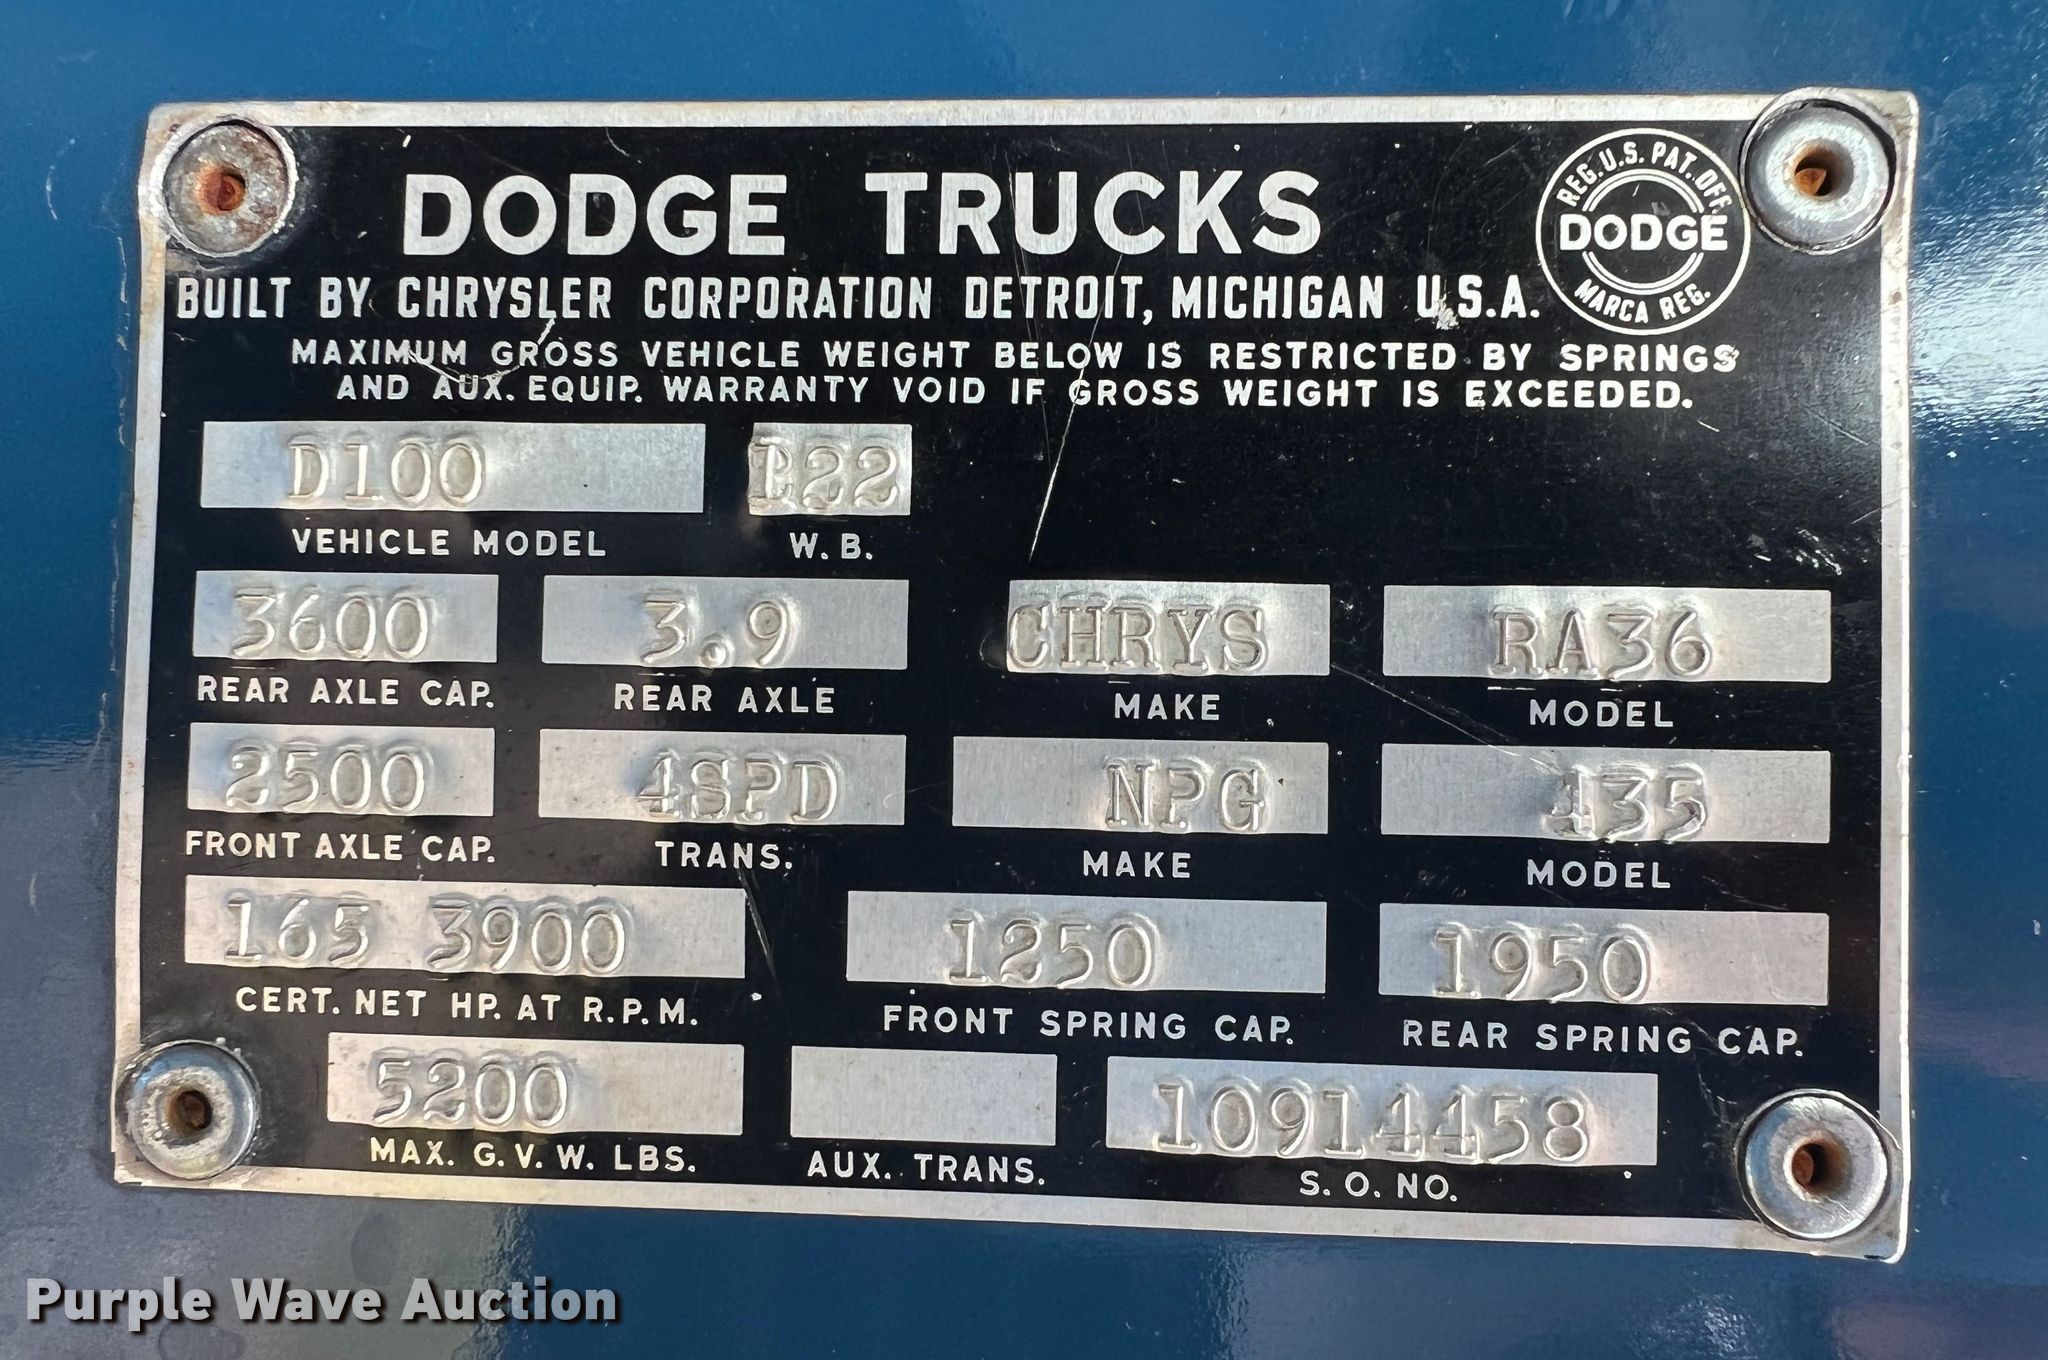 DODGE TRUCKS
REG. U.S. PAT. OFF.
DODGE
MARCA REG.
BUILT BY CHRYSLER CORPORATION DETROIT, MICHIGAN U.S.A.
MAXIMUM GROSS VEHICLE WEIGHT BELOW IS RESTRICTED BY SPRINGS
AND AUX. EQUIP. WARRANTY VOID IF GROSS WEIGHT IS EXCEEDED.
D100
VEHICLE MODEL W.B.
3600 3.9 CHRYS RA36
REAR AXLE CAP. REAR AXLE MAKE MODEL
2500 4SPD NPG 435
FRONT AXLE CAP. TRANS. MAKE MODEL
165 3900 1250 1950
CERT. NET HP. AT R.P.M. FRONT SPRING CAP. REAR SPRING CAP.
5200 10914458
MAX. G.V.W. LBS. AUX. TRANS. S.O. NO.
Purple Wave Auction